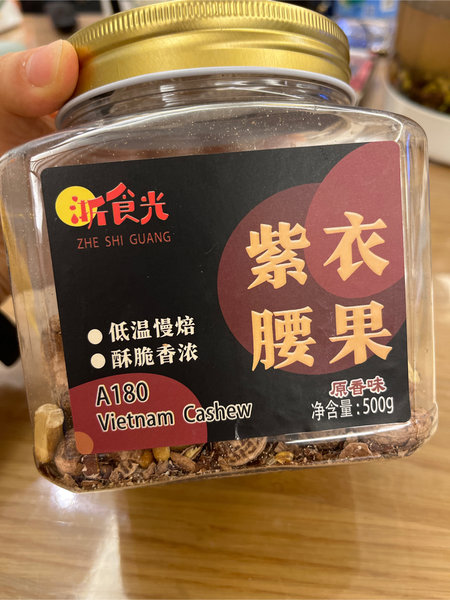 浙食光
ZHE SHI GUANG
紫衣
腰果
低温慢焙
酥脆香浓
A180
Vietnam Cashew
原香味
净含量:500g